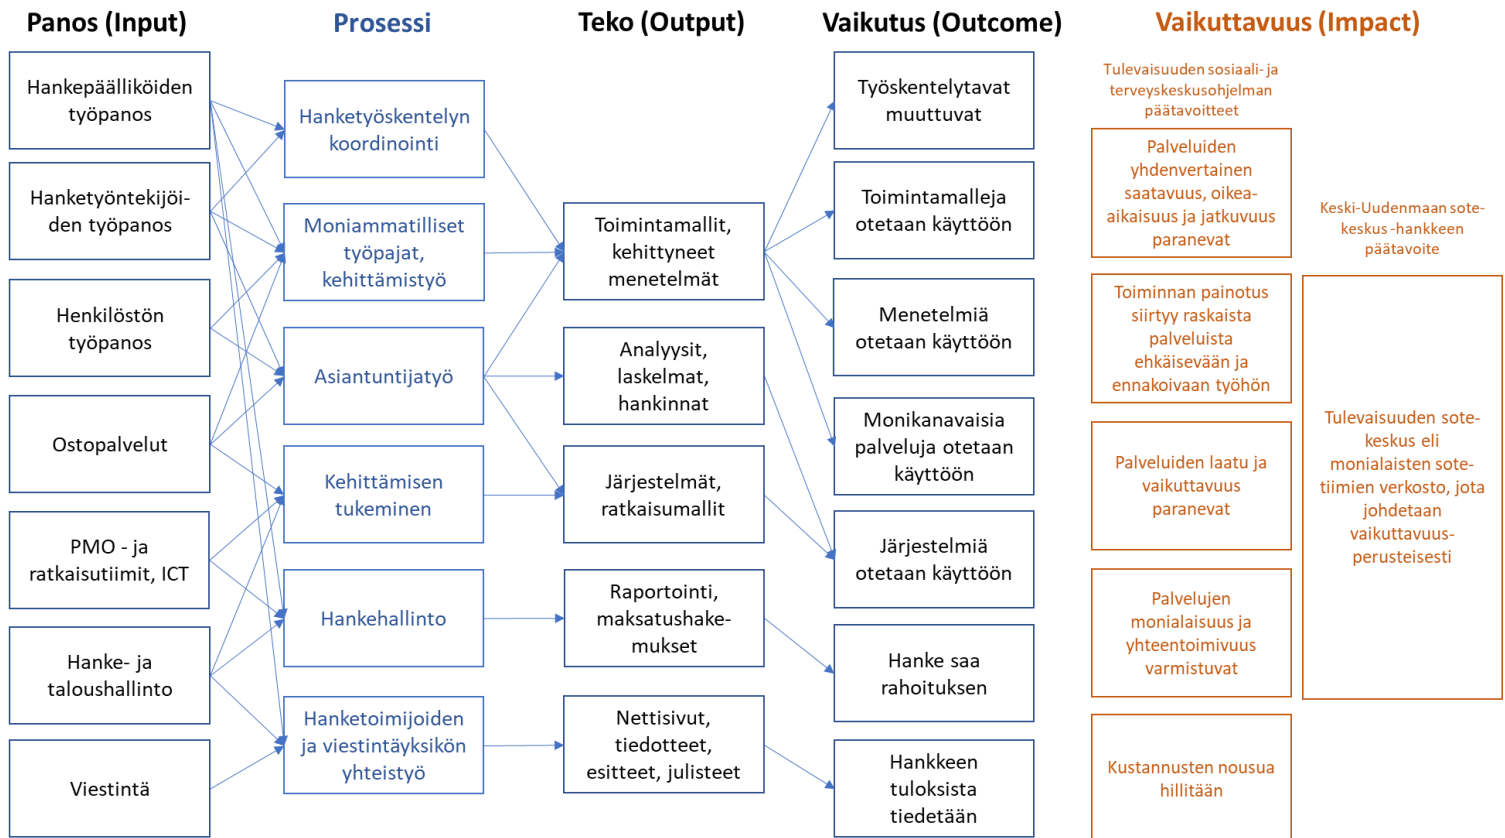 Panos (Input)
Hankepäälliköiden
työpanos
Hanketyöntekijöi-
den työpanos
Henkilöstön
työpanos
Ostopalvelut
PMO - ja
ratkaisutiimit, ICT
Hanke- ja
taloushallinto
Viestintä
Prosessi
Hanketyöskentelyn
koordinointi
Moniammatilliset
työpajat,
kehittämistyö
Asiantuntijatyö
Kehittämisen
tukeminen
Hankehallinto
Hanketoimijoiden
ja viestintäyksikön
yhteistyö
Teko (Output)
Toimintamallit,
kehittyneet
menetelmät
Analyysit,
laskelmat,
hankinnat
Järjestelmät,
ratkaisumallit
Raportointi,
maksatushake-
mukset
Nettisivut,
tiedotteet,
esitteet, julisteet
Vaikutus (Outcome)
Työskentelytavat
muuttuvat
Toimintamalleja
otetaan käyttöön
Menetelmiä
otetaan käyttöön
Monikanavaisia
palveluja otetaan
käyttöön
Järjestelmiä
otetaan käyttöön
Hanke saa
rahoituksen
Hankkeen
tuloksista
tiedetään
Vaikuttavuus (Impact)
Tulevaisuuden sosiaali- ja
terveyskeskusohjelman
päätavoitteet
Palveluiden
yhdenvertainen
saatavuus, oikea-
aikaisuus ja jatkuvuus
paranevat
Toiminnan painotus
siirtyy raskaista
palveluista
ehkäisevään ja
ennakoivaan työhön
Palveluiden laatu ja
vaikuttavuus
paranevat
Palvelujen
monialaisuus ja
yhteentoimivuus
varmistuvat
Kustannusten nousua
hillitään
Keski-Uudenmaan sote-
keskus -hankkeen
päätavoite
Tulevaisuuden sote-
keskus eli
monialaisten sote-
tiimien verkosto, jota
johdetaan
vaikuttavuus-
perusteisesti